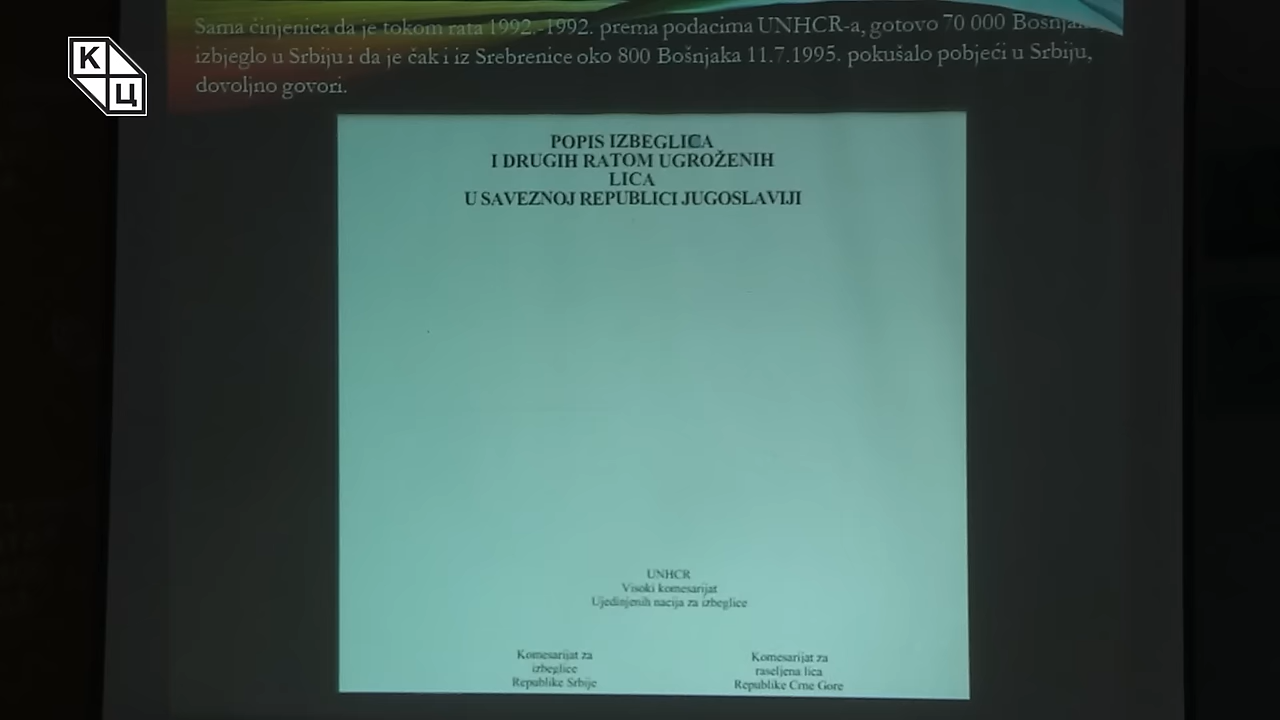 Sama činjenica da je tokom rata 1992.-1992. prema podacima UNHCR-a, gotovo 70 000
izbjeglo u Srbiju i da je čak i iz Srebrenice oko 800 Bošnjaka 11.7.1995. pokušalo pobjeći u Srbiju,
dovoljno govori.
К
Ц
POPIS IZBEGLICA
I DRUGIH RATOM UGROŽENIH
LICA
U SAVEZNOJ REPUBLICI JUGOSLAVIJI
UNHCR
Visoki komesarijat
Ujedinjenih nacija za izbeglice
Komesarijat za
izbeglice
Republike Srbije
Komesarijat za
raseljena lica
Republike Crne Gore